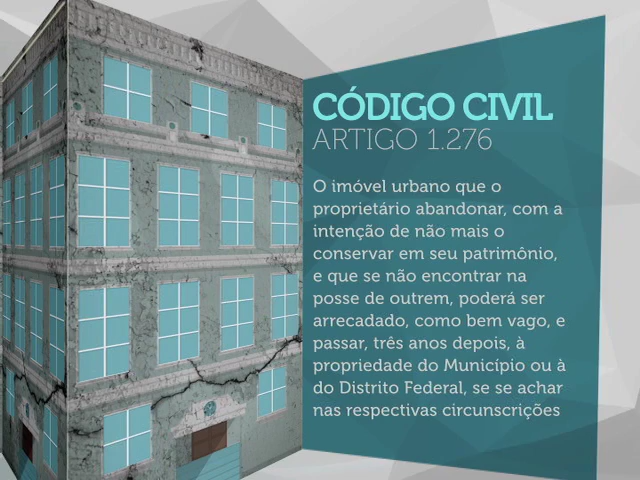 CÓDIGO CIVIL
ARTIGO 1.276
O imóvel urbano que o
proprietário abandonar, com a
intenção de não mais o
conservar em seu patrimônio,
e que se não encontrar na
posse de outrem, poderá ser
arrecadado, como bem vago, e
passar, três anos depois, à
propriedade do Município ou à
do Distrito Federal, se se achar
nas respectivas circunscrições